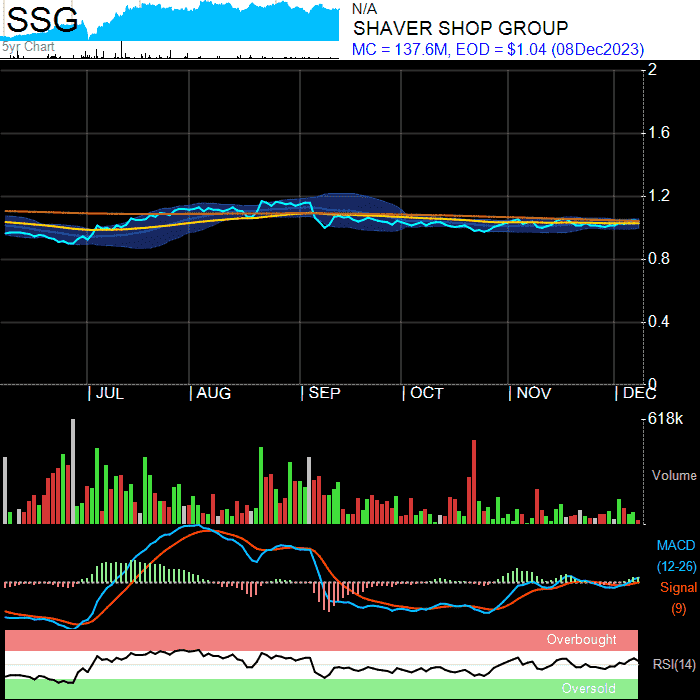 SSG
5yr Chart
N/A
SHAVER SHOP GROUP
MC = 137.6M, EOD = $1.04 (08Dec2023)
2
1.6
1.2
0.8
0.4
0
| JUL | AUG | SEP | OCT | NOV | DEC
618k
Volume
MACD
(12-26)
Signal
(9)
Overbought
RSI(14)
Oversold